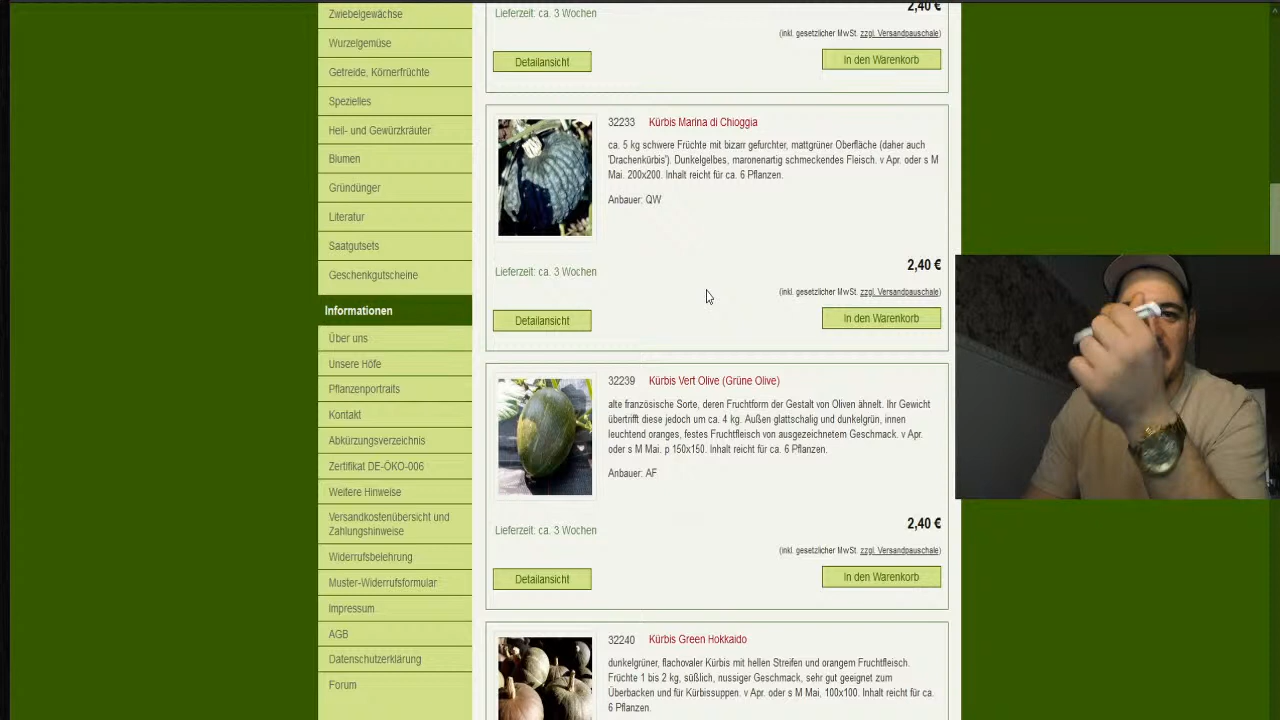 Zwiebelgewächse
Wurzelgemüse
Getreide, Körnerfrüchte
Spezielles
Heil- und Gewürzkräuter
Blumen
Gründünger
Literatur
Saatgutsets
Geschenkgutscheine
Informationen
Über uns
Unsere Höfe
Pflanzenportraits
Kontakt
Abkürzungsverzeichnis
Zertifikat DE-ÖKO-006
Weitere Hinweise
Versandkostenübersicht und
Zahlungshinweise
Widerrufsbelehrung
Muster-Widerrufsformular
Impressum
AGB
Datenschutzerklärung
Forum
2,40 €
Lieferzeit: ca. 3 Wochen
(inkl. gesetzlicher MwSt. zzgl. Versandpauschale)
Detailansicht
In den Warenkorb
32233 Kürbis Marina di Chioggia
ca. 5 kg schwere Früchte mit bizarr gefurchter, mattgrüner Oberfläche (daher auch
'Drachenkürbis'). Dunkelgelbes, maronenartig schmeckendes Fleisch. v Apr. oder s M
Mai. 200x200. Inhalt reicht für ca. 6 Pflanzen.
Anbauer: QW
2,40 €
Lieferzeit: ca. 3 Wochen
(inkl. gesetzlicher MwSt. zzgl. Versandpauschale)
Detailansicht
In den Warenkorb
32239 Kürbis Vert Olive (Grüne Olive)
alte französische Sorte, deren Fruchtform der Gestalt von Oliven ähnelt. Ihr Gewicht
übertrifft diese jedoch um ca. 4 kg. Außen glattschalig und dunkelgrün, innen
leuchtend oranges, festes Fruchtfleisch von ausgezeichnetem Geschmack. v Apr.
oder s M Mai. p 150x150. Inhalt reicht für ca. 6 Pflanzen.
Anbauer: AF
2,40 €
Lieferzeit: ca. 3 Wochen
(inkl. gesetzlicher MwSt. zzgl. Versandpauschale)
Detailansicht
In den Warenkorb
32240 Kürbis Green Hokkaido
dunkelgrüner, flachovaler Kürbis mit hellen Streifen und orangem Fruchtfleisch.
Früchte 1 bis 2 kg, süßlich, nussiger Geschmack, sehr gut geeignet zum
Überbacken und für Kürbissuppen. v Apr. oder s M Mai, 100x100. Inhalt reicht für ca.
6 Pflanzen.